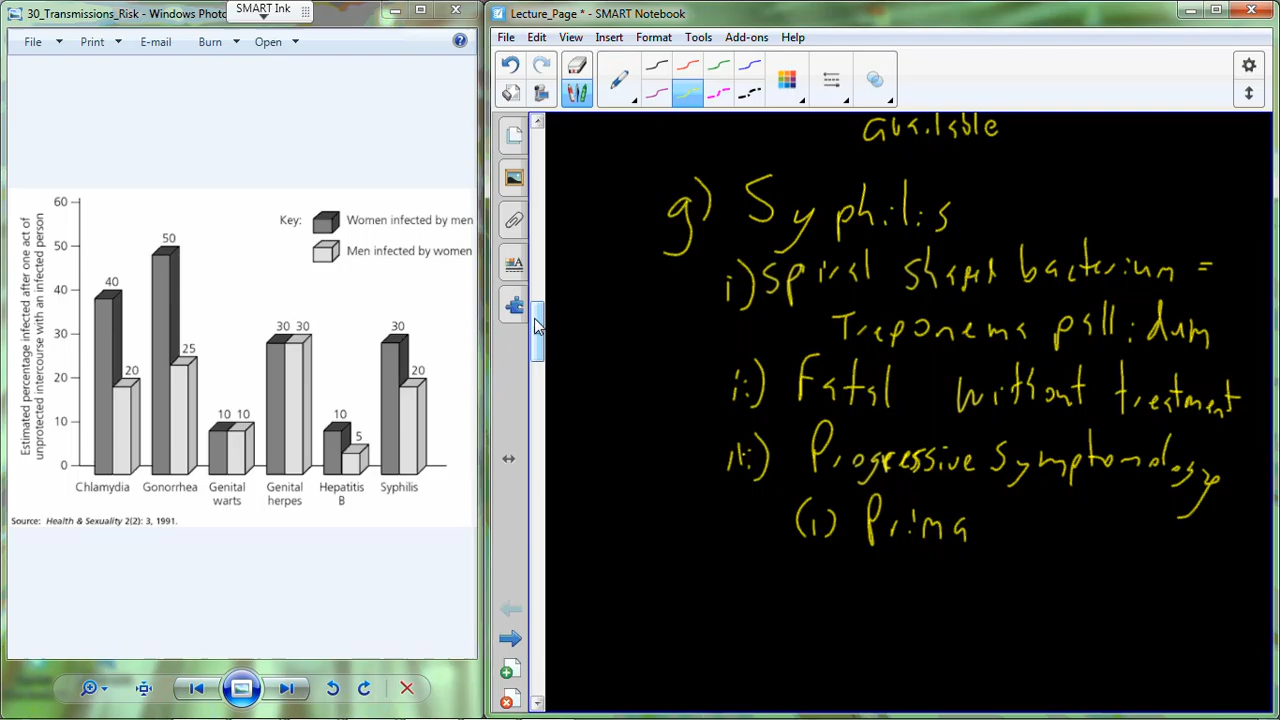 30_Transmissions_Risk - Windows Photo
SMART Ink
File Print E-mail Burn Open
Estimated percentage infected after one act of
unprotected intercourse with an infected person
60
50
40
30
20
10
0
Key: Women infected by men
Men infected by women
40 20
50 25
10 10
30 30
10 5
30 20
Chlamydia Gonorrhea Genital warts Genital herpes Hepatitis B Syphilis
Source: Health & Sexuality 2(2): 3, 1991.
Lecture_Page * - SMART Notebook
File Edit View Insert Format Tools Add-ons Help
available
g) Syphilis
i) Spiral shape bacterium =
Treponema pallidum
ii) Fatal without treatment
iii) Progressive Symptomology
(1) Prima